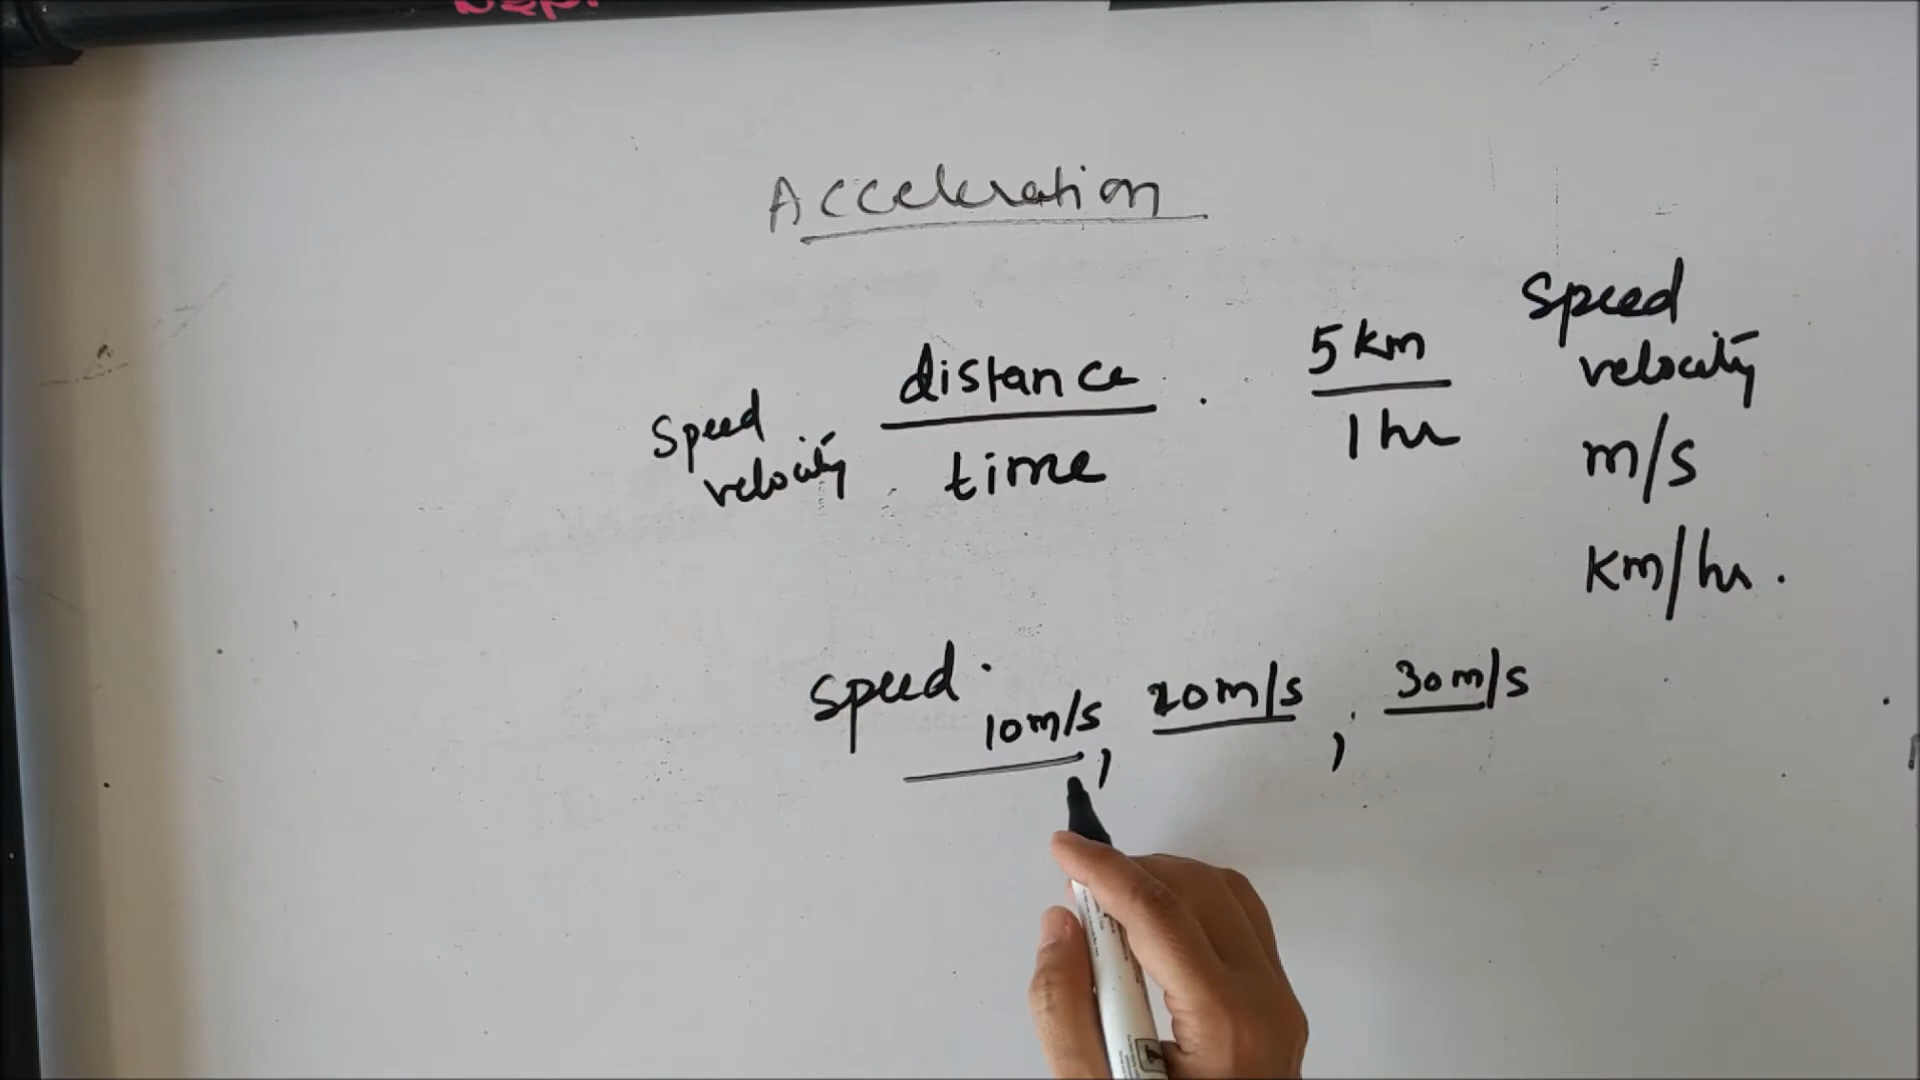 Acceleration
Speed
velocity
distance
time
5 km
1 hr
Speed
velocity
m/s
km/hr.
Speed
10m/s, 20m/s, 30m/s